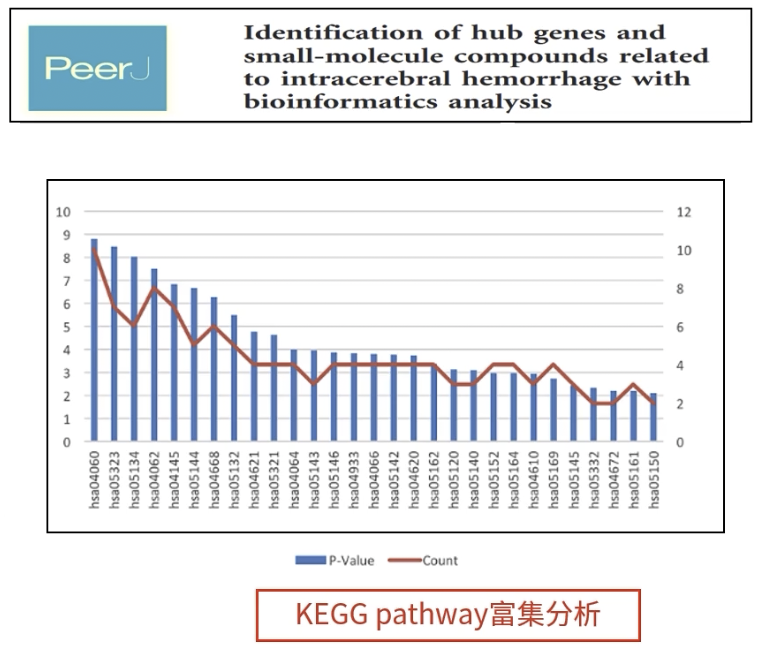 PeerJ
Identification of hub genes and
small-molecule compounds related
to intracerebral hemorrhage with
bioinformatics analysis
10
9
8
7
6
5
4
3
2
1
0
12
10
8
6
4
2
0
hsa04060
hsa05323
hsa05134
hsa04062
hsa04145
hsa05144
hsa04668
hsa05132
hsa04621
hsa05321
hsa04064
hsa05143
hsa05146
hsa04933
hsa04066
hsa05142
hsa04620
hsa05162
hsa05120
hsa05140
hsa05152
hsa05164
hsa04610
hsa05169
hsa05145
hsa05332
hsa04672
hsa05161
hsa05150
P-Value Count
KEGG pathway富集分析